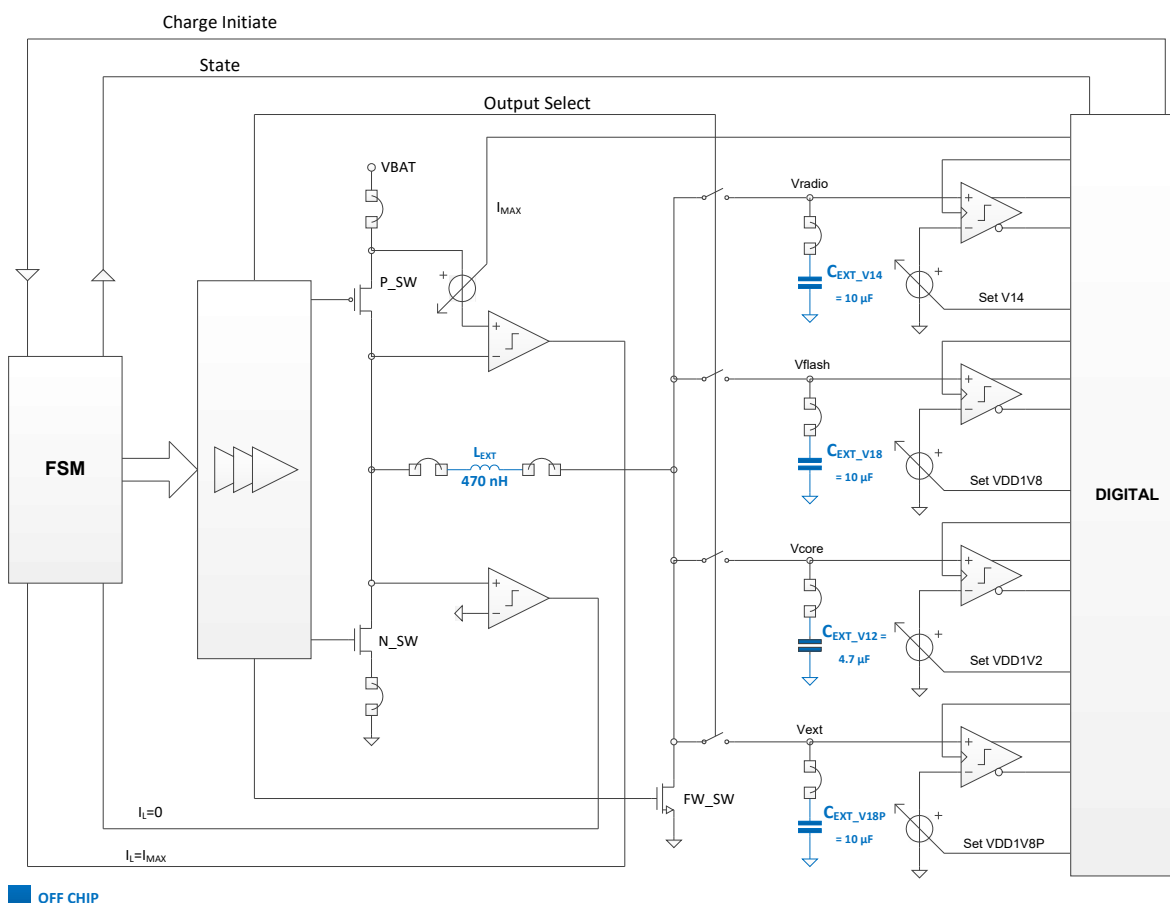 Charge Initiate
State
Output Select
VBAT
IMAX
P_SW
Vradio
+
-
CEXT_V14
= 10 µF
Set V14
FSM
LEXT
470 nH
Vflash
+
-
CEXT_V18
= 10 µF
Set VDD1V8
DIGITAL
Vcore
+
-
CEXT_V12 =
4.7 µF
Set VDD1V2
N_SW
Vext
+
-
FW_SW
CEXT_V18P
= 10 µF
Set VDD1V8P
IL=0
IL=IMAX
OFF CHIP